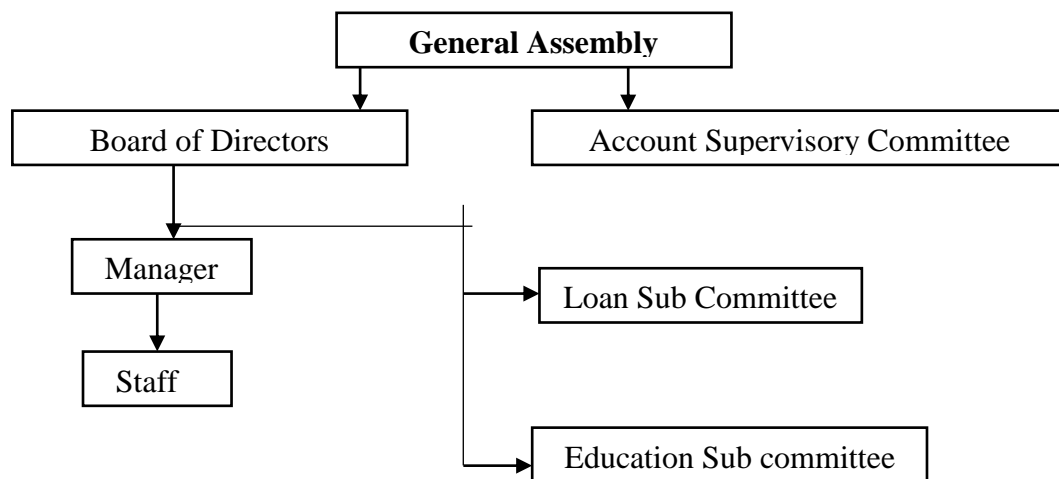 General Assembly
Board of Directors
Account Supervisory Committee
Manager
Loan Sub Committee
Staff
Education Sub committee